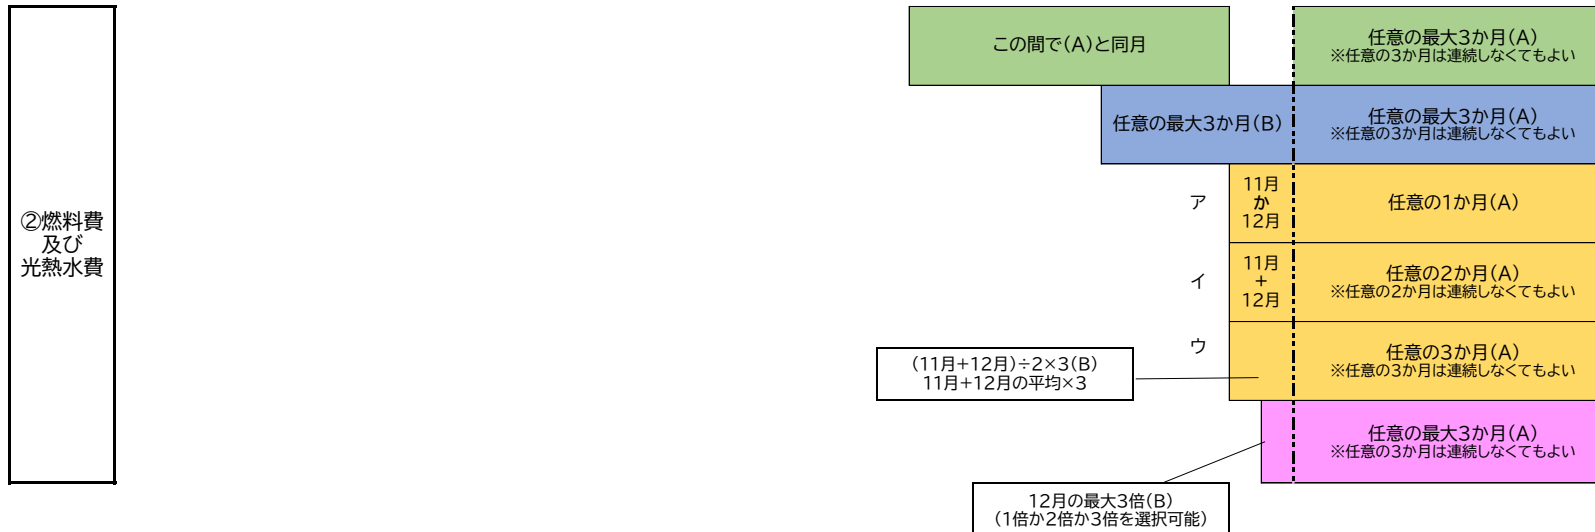 ②燃料費
及び
光熱水費
この間で(A)と同月
任意の最大3か月(A)
※任意の3か月は連続しなくてもよい
任意の最大3か月(B)
任意の最大3か月(A)
※任意の3か月は連続しなくてもよい
ア
11月
か
12月
任意の1か月(A)
イ
11月
+
12月
任意の2か月(A)
※任意の2か月は連続しなくてもよい
ウ
(11月+12月)÷2×3(B)
11月+12月の平均×3
任意の3か月(A)
※任意の3か月は連続しなくてもよい
任意の最大3か月(A)
※任意の3か月は連続しなくてもよい
12月の最大3倍(B)
(1倍か2倍か3倍を選択可能)